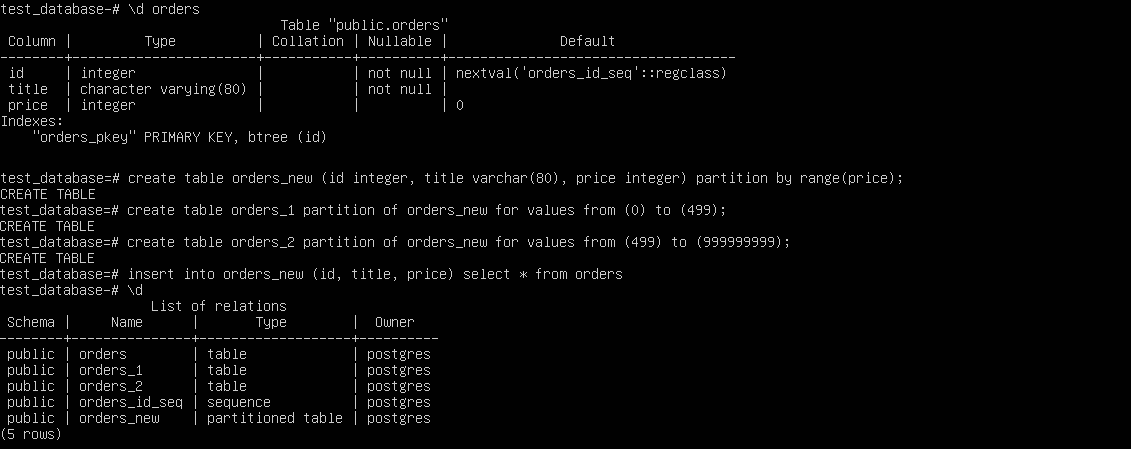 test_database-# \d orders
                                   Table "public.orders"
 Column |         Type          | Collation | Nullable |              Default
--------+-----------------------+-----------+----------+------------------------------------
 id     | integer               |           | not null | nextval('orders_id_seq'::regclass)
 title  | character varying(80) |           | not null |
 price  | integer               |           |          | 0
Indexes:
    "orders_pkey" PRIMARY KEY, btree (id)
test_database=# create table orders_new (id integer, title varchar(80), price integer) partition by range(price);
CREATE TABLE
test_database=# create table orders_1 partition of orders_new for values from (0) to (499);
CREATE TABLE
test_database=# create table orders_2 partition of orders_new for values from (499) to (999999999);
CREATE TABLE
test_database=# insert into orders_new (id, title, price) select * from orders
test_database-# \d
                   List of relations
 Schema |     Name      |       Type        |  Owner
--------+---------------+-------------------+----------
 public | orders        | table             | postgres
 public | orders_1      | table             | postgres
 public | orders_2      | table             | postgres
 public | orders_id_seq | sequence          | postgres
 public | orders_new    | partitioned table | postgres
(5 rows)